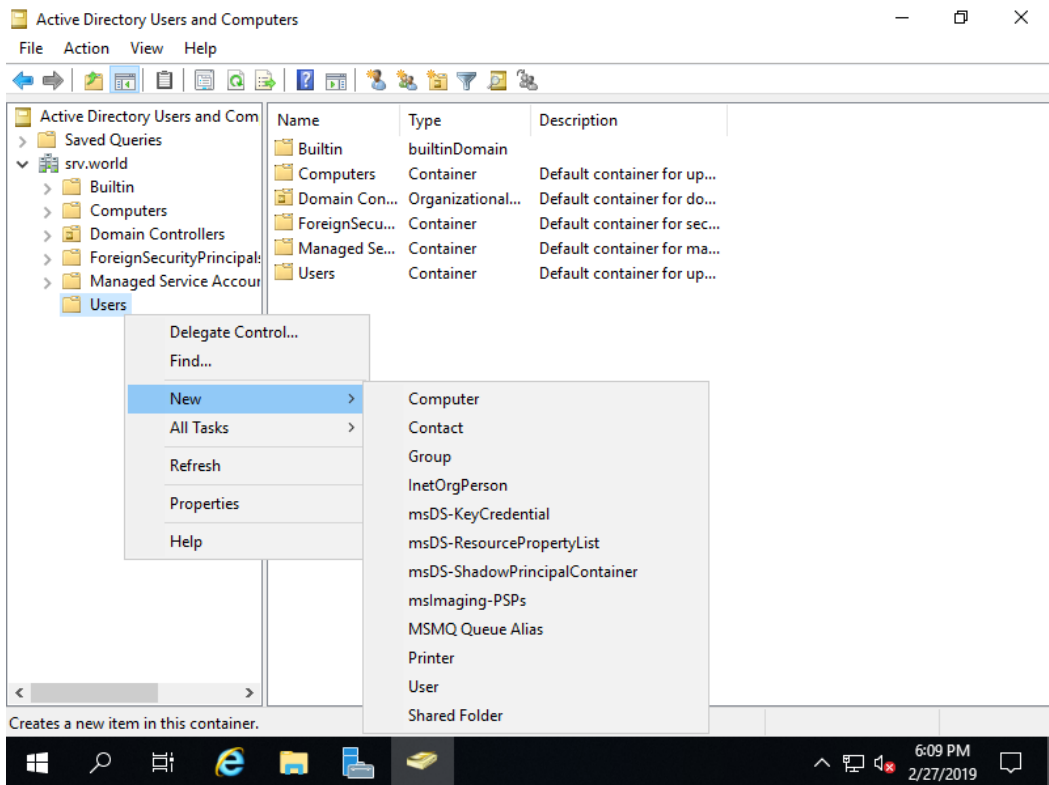 Active Directory Users and Computers
File Action View Help
Active Directory Users and Com
Saved Queries
srv.world
Builtin
Computers
Domain Controllers
ForeignSecurityPrincipals
Managed Service Accour
Users
Name Type Description
Builtin builtinDomain
Computers Container Default container for up...
Domain Con... Organizational... Default container for do...
ForeignSecu... Container Default container for sec...
Managed Se... Container Default container for ma...
Users Container Default container for up...
Delegate Control...
Find...
New
All Tasks
Refresh
Properties
Help
Computer
Contact
Group
InetOrgPerson
msDS-KeyCredential
msDS-ResourcePropertyList
msDS-ShadowPrincipalContainer
msImaging-PSPs
MSMQ Queue Alias
Printer
User
Shared Folder
Creates a new item in this container.
6:09 PM
2/27/2019